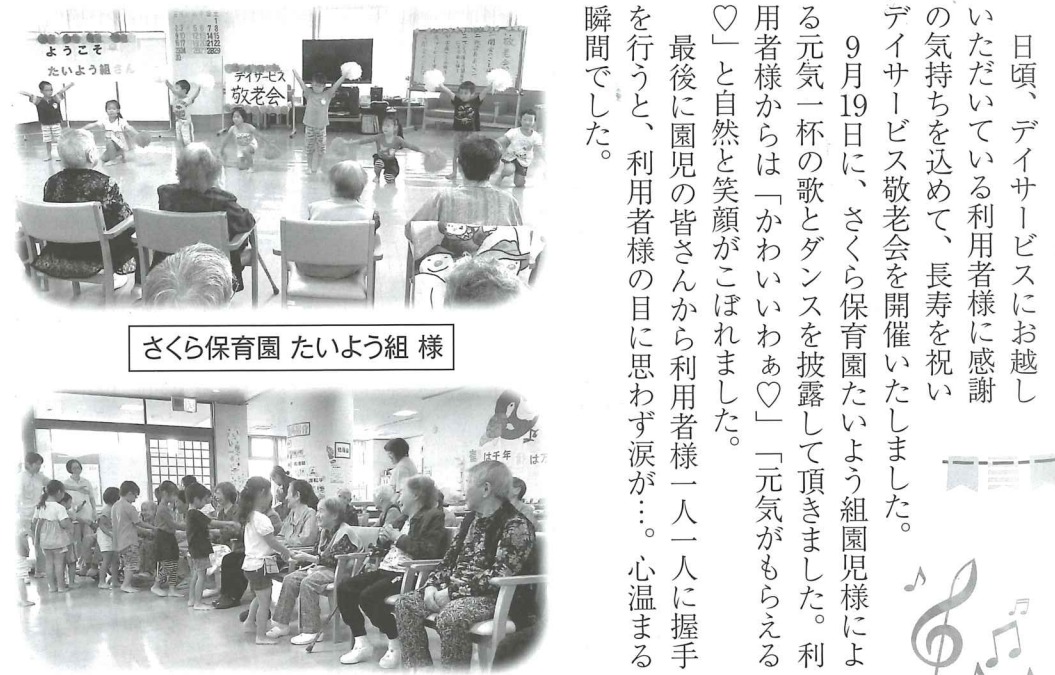 日頃、デイサービスにお越し
いただいている利用者様に感謝
の気持ちを込めて、長寿を祝い
デイサービス敬老会を開催いたしました。
９月19日に、さくら保育園たいよう組園児様によ
る元気一杯の歌とダンスを披露して頂きました。利
用者様からは「かわいいわぁ♡」「元気がもらえる
♡」と自然と笑顔がこぼれました。
最後に園児の皆さんから利用者様一人一人に握手
を行うと、利用者様の目に思わず涙が…。心温まる
瞬間でした。
ようこそ
たいよう組さん
デイサービス
敬老会
さくら保育園 たいよう組 様
は千年